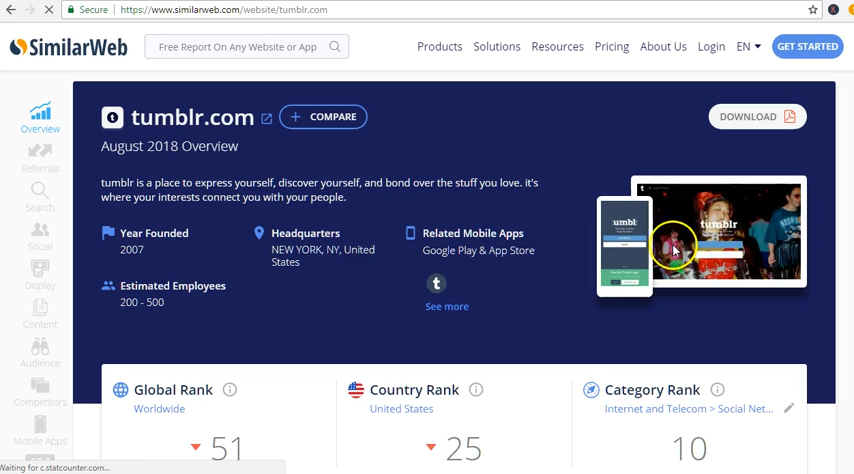 Secure
https://www.similarweb.com/website/tumblr.com
K
SimilarWeb
Free Report On Any Website or App
Products
Solutions
Resources
Pricing
About Us
Login
EN
GET STARTED
Overview
Referrals
Search
Social
Display
Content
Audience
Competitors
Mobile Apps
t
tumblr.com
+ COMPARE
DOWNLOAD
August 2018 Overview
tumblr is a place to express yourself, discover yourself, and bond over the stuff you love. it's
where your interests connect you with your people.
Year Founded
2007
Headquarters
NEW YORK, NY, United
States
Related Mobile Apps
Google Play & App Store
t
See more
Estimated Employees
200 - 500
tumblr
Global Rank
Worldwide
51
Country Rank
United States
25
Category Rank
Internet and Telecom > Social Net...
10
Waiting for c.statcounter.com...